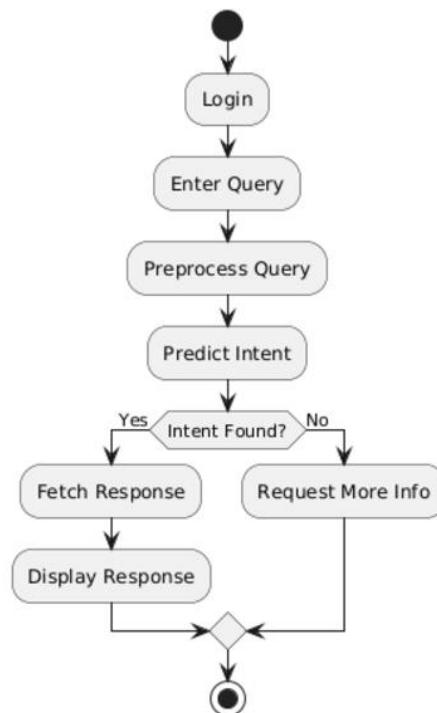 Login
Enter Query
Preprocess Query
Predict Intent
Yes
Intent Found?
No
Fetch Response
Request More Info
Display Response